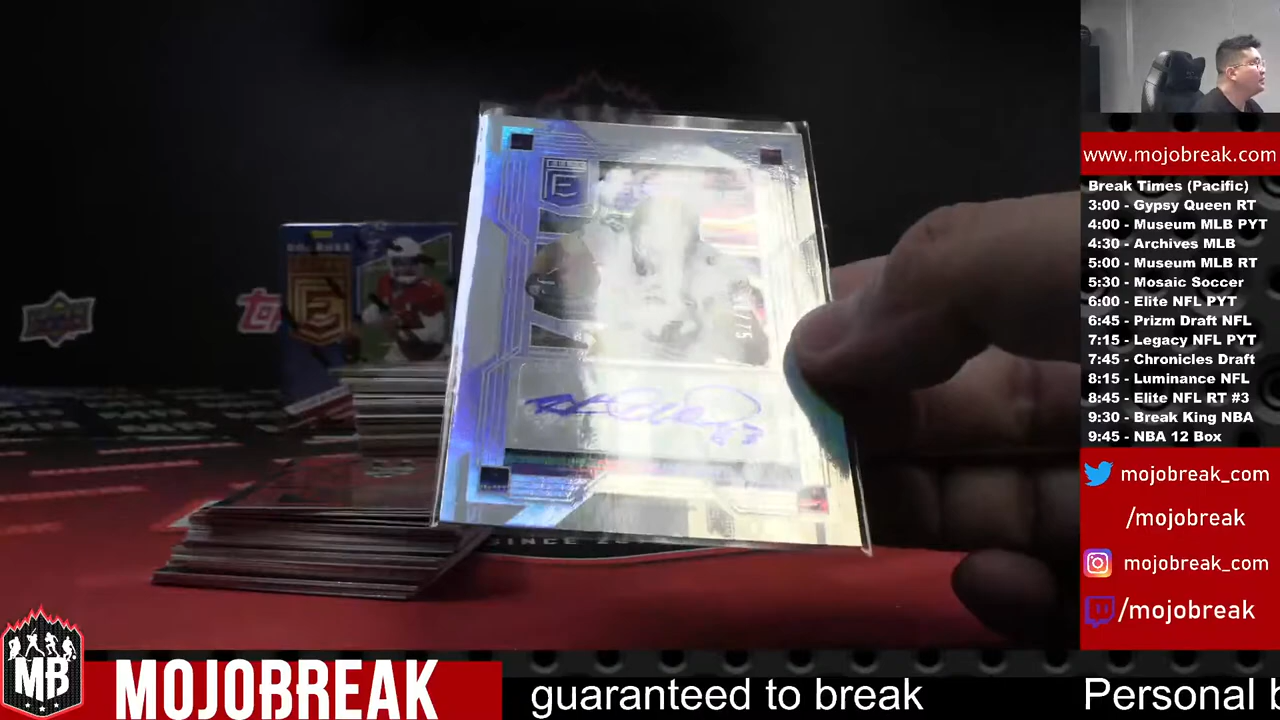 www.mojobreak.com
Break Times (Pacific)
3:00 - Gypsy Queen RT
4:00 - Museum MLB PYT
4:30 - Archives MLB
5:00 - Museum MLB RT
5:30 - Mosaic Soccer
6:00 - Elite NFL PYT
6:45 - Prizm Draft NFL
7:15 - Legacy NFL PYT
7:45 - Chronicles Draft
8:15 - Luminance NFL
8:45 - Elite NFL RT #3
9:30 - Break King NBA
9:45 - NBA 12 Box
mojobreak_com
/mojobreak
mojobreak_com
/mojobreak
E
E
SINCE
MB
MOJOBREAK
guaranteed to break
Personal b